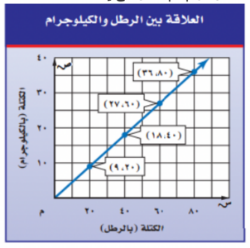 العلاقة بين الرطل والكيلوجرام
ص
٤٠
(٣٦،٨٠)
٣٠
(٢٧،٦٠)
٢٠
(١٨،٤٠)
١٠
(٩،٢٠)
س
م
٢٠
٤٠
٦٠
٨٠
الكتلة (بالكيلوجرام)
الكتلة (بالرطل)